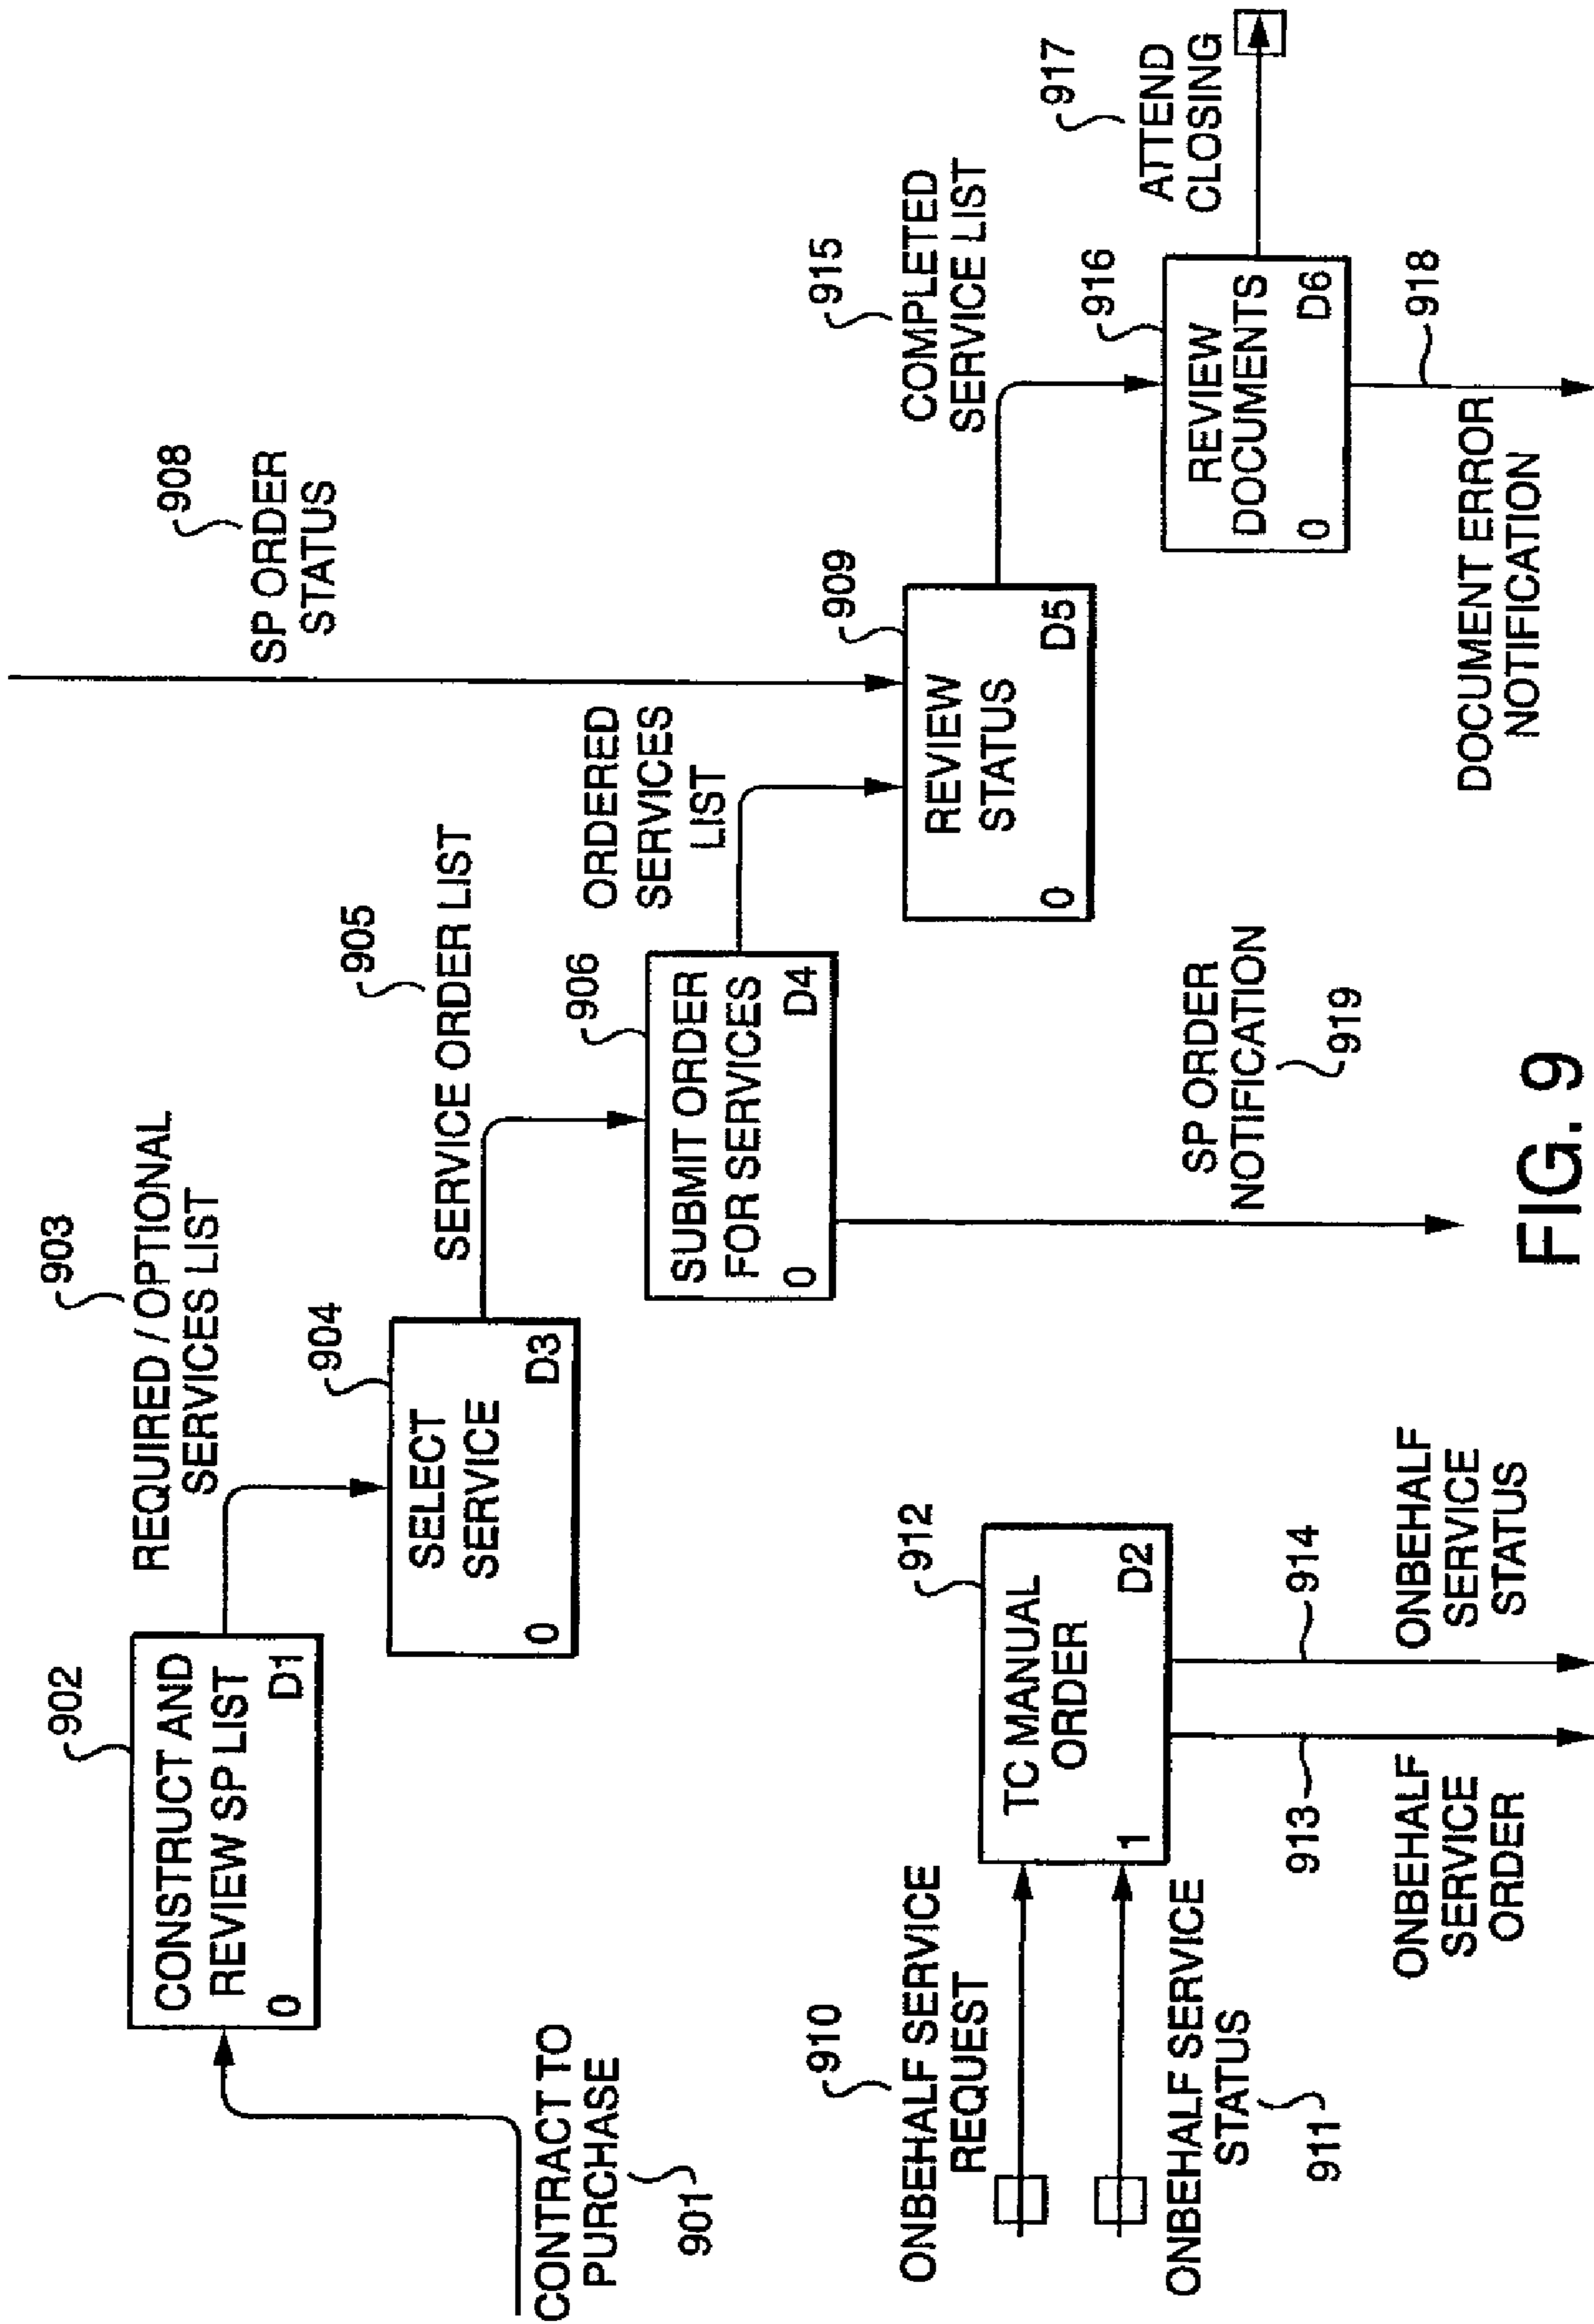 903
REQUIRED / OPTIONAL
SERVICES LIST
902
CONSTRUCT AND
REVIEW SP LIST
0
D1
CONTRACT TO
PURCHASE
901
904
SELECT
SERVICE
0
D3
905
SERVICE ORDER LIST
906
SUBMIT ORDER
FOR SERVICES
0
D4
908
SP ORDER
STATUS
ORDERED
SERVICES
LIST
909
REVIEW
STATUS
0
D5
915
COMPLETED
SERVICE LIST
916
REVIEW
DOCUMENTS
0
D6
917
ATTEND
CLOSING
918
DOCUMENT ERROR
NOTIFICATION
SP ORDER
NOTIFICATION
919
910
ONBEHALF SERVICE
REQUEST
912
TC MANUAL
ORDER
1
D2
ONBEHALF SERVICE
STATUS
911
913
914
ONBEHALF
SERVICE
ORDER
ONBEHALF
SERVICE
STATUS
FIG. 9